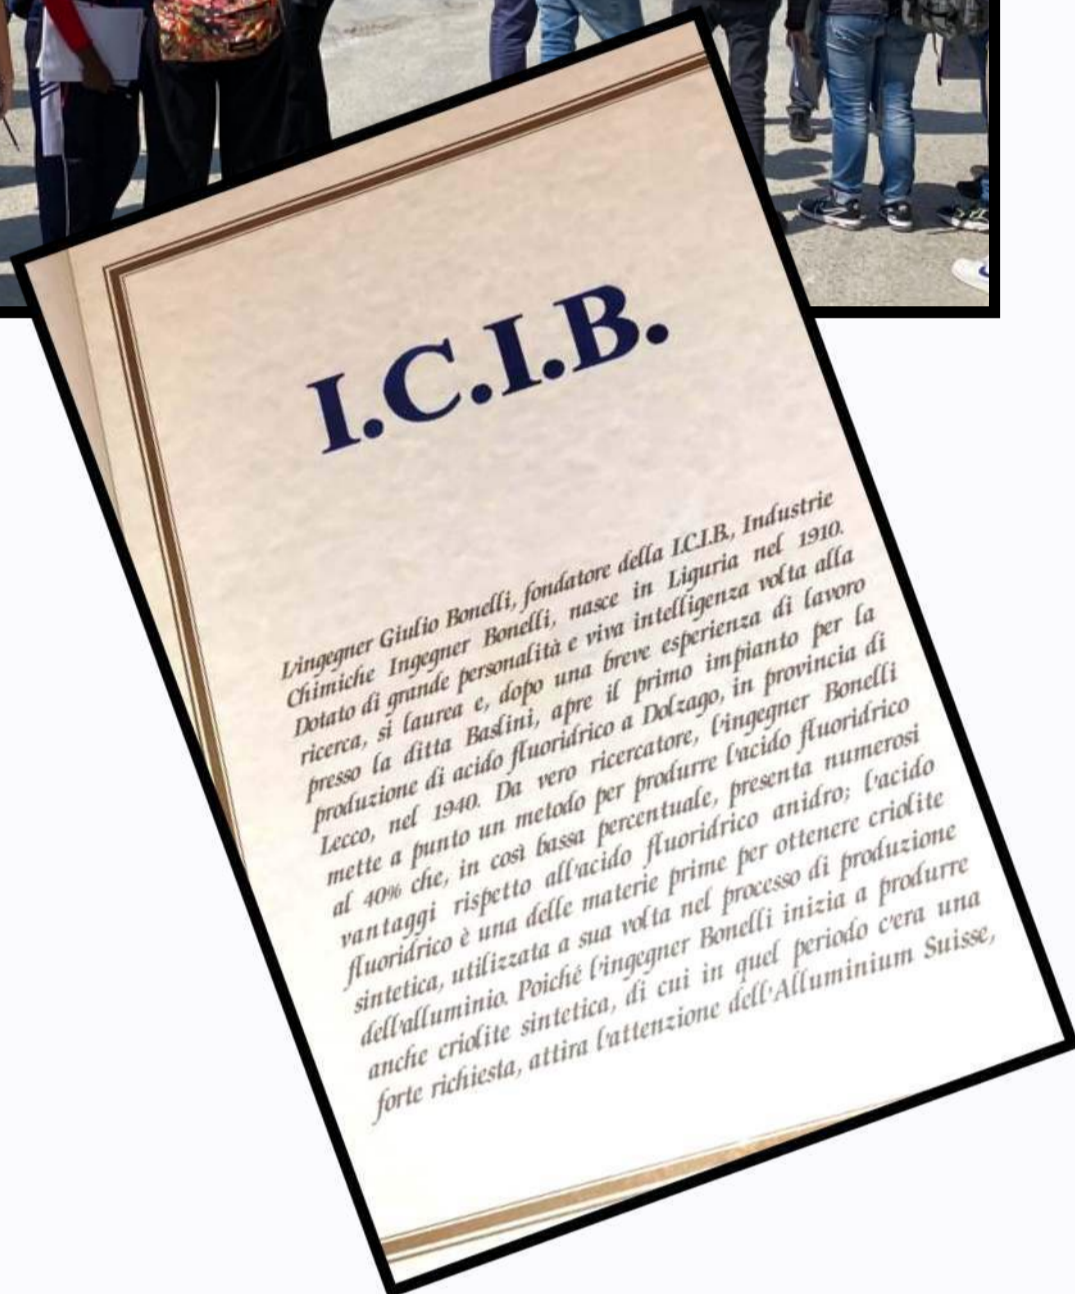 I.C.I.B.
L'ingegner Giulio Bonelli, fondatore della I.C.I.B., Industrie
Chimiche Ingegner Bonelli, nasce in Liguria nel 1910.
Dotato di grande personalità e viva intelligenza volta alla
ricerca, si laurea e, dopo una breve esperienza di lavoro
presso la ditta Baslini, apre il primo impianto per la
produzione di acido fluoridrico a Dolzago, in provincia di
Lecco, nel 1940. Da vero ricercatore, l'ingegner Bonelli
mette a punto un metodo per produrre l'acido fluoridrico
al 40% che, in così bassa percentuale, presenta numerosi
vantaggi rispetto all'acido fluoridrico anidro; l'acido
fluoridrico è una delle materie prime per ottenere criolite
sintetica, utilizzata a sua volta nel processo di produzione
dell'alluminio. Poiché l'ingegner Bonelli inizia a produrre
anche criolite sintetica, di cui in quel periodo c'era una
forte richiesta, attira l'attenzione dell'Alluminium Suisse,